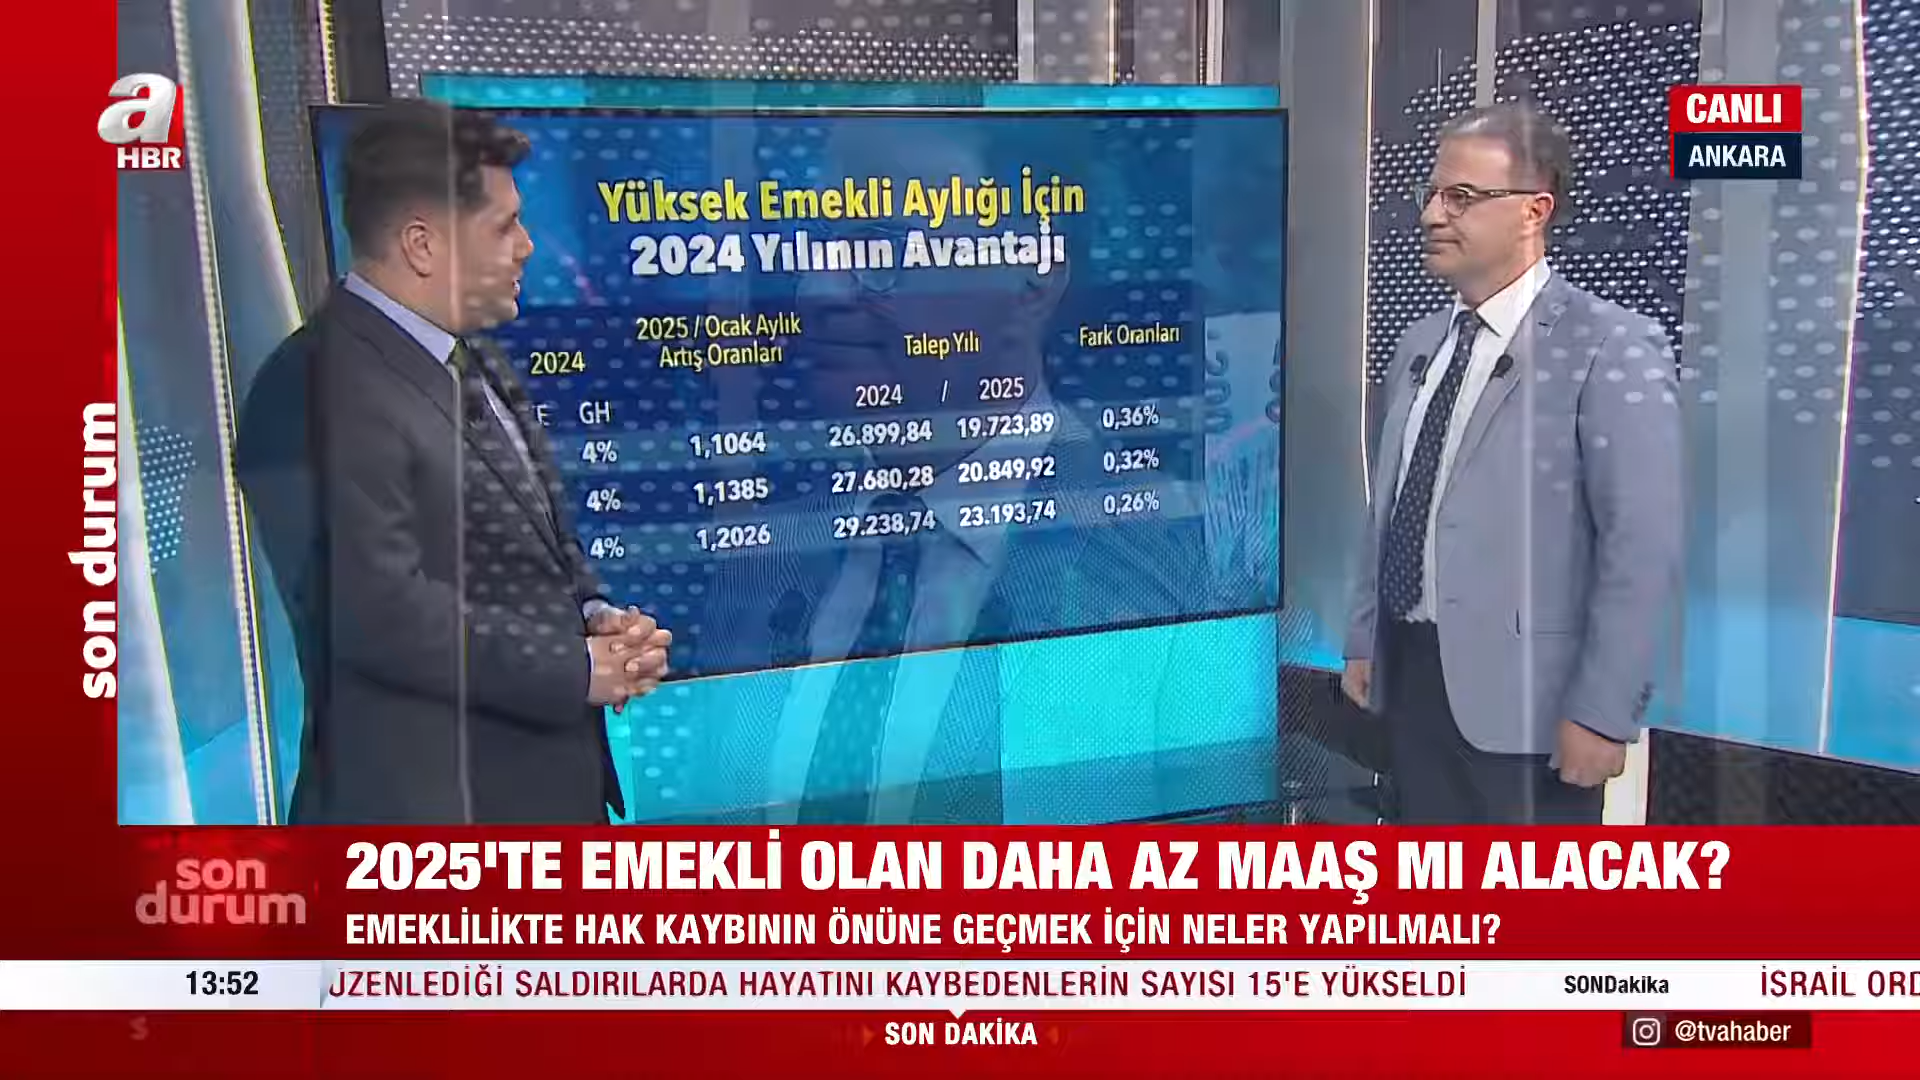 a
HBR
CANLI
ANKARA
son durum
Yüksek Emekli Aylığı İçin
2024 Yılının Avantajı
2024
2025 / Ocak Aylık
Artış Oranları
Talep Yılı
Fark Oranları
2024 / 2025
E GH
4% 1,1064 26.899,84 19.723,89 0,36%
4% 1,1385 27.680,28 20.849,92 0,32%
4% 1,2026 29.238,74 23.193,74 0,26%
son
durum
2025'TE EMEKLİ OLAN DAHA AZ MAAŞ MI ALACAK?
EMEKLİLİKTE HAK KAYBININ ÖNÜNE GEÇMEK İÇİN NELER YAPILMALI?
13:52
ÜZENLEDİĞİ SALDIRILARDA HAYATINI KAYBEDENLERİN SAYISI 15'E YÜKSELDİ
SONDakika
İSRAİL ORD
SON DAKİKA
@tvahaber